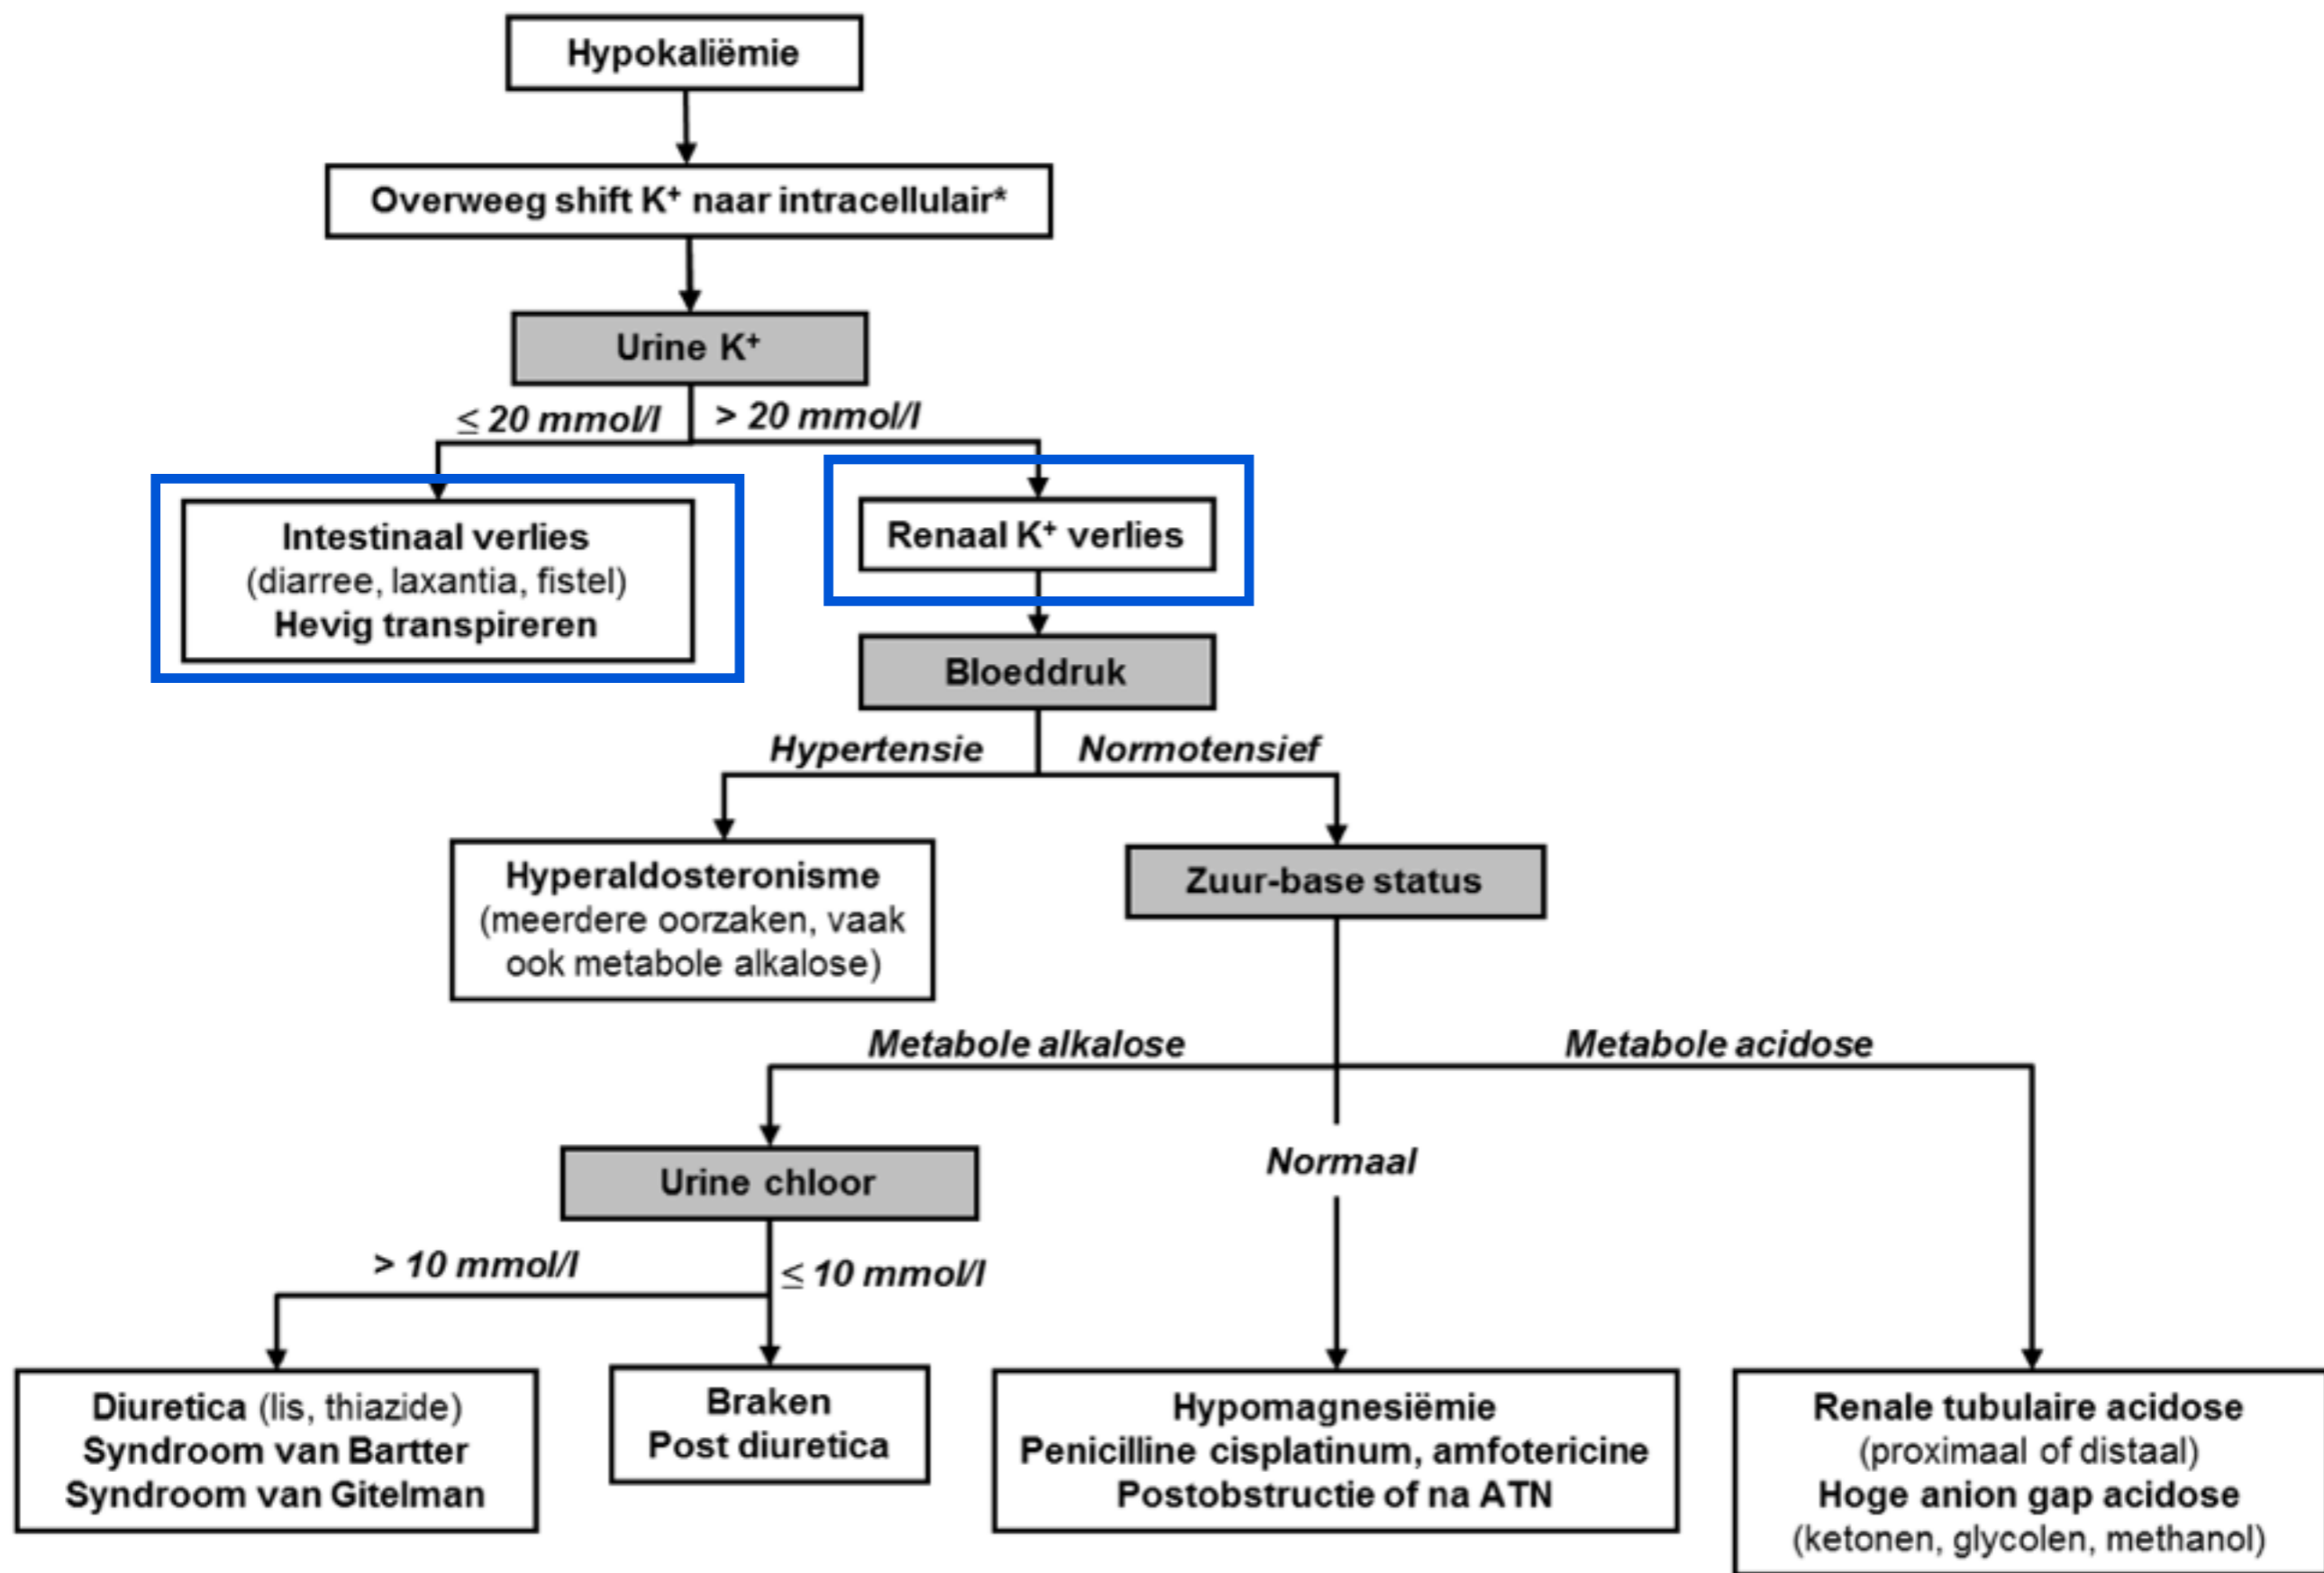 Hypokaliëmie
Overweeg shift K⁺ naar intracellulair*
Urine K⁺
≤ 20 mmol/l
> 20 mmol/l
Intestinaal verlies
(diarree, laxantia, fistel)
Hevig transpireren
Renaal K⁺ verlies
Bloeddruk
Hypertensie
Normotensief
Hyperaldosteronisme
(meerdere oorzaken, vaak
ook metabole alkalose)
Zuur-base status
Metabole alkalose
Metabole acidose
Urine chloor
Normaal
> 10 mmol/l
≤ 10 mmol/l
Diuretica (lis, thiazide)
Syndroom van Bartter
Syndroom van Gitelman
Braken
Post diuretica
Hypomagnesiëmie
Penicilline cisplatinum, amfotericine
Postobstructie of na ATN
Renale tubulaire acidose
(proximaal of distaal)
Hoge anion gap acidose
(ketonen, glycolen, methanol)